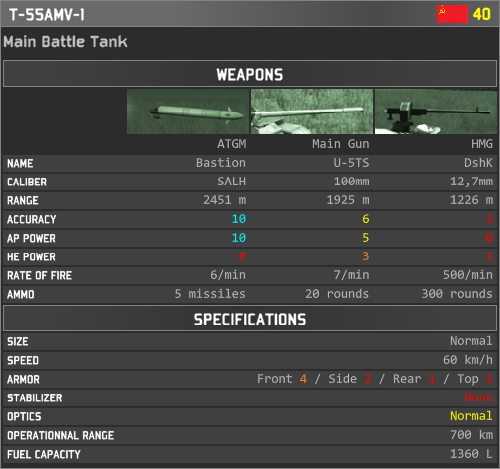 T-55AMV-1 40
Main Battle Tank
WEAPONS
ATGM Main Gun HMG
NAME Bastion U-5TS DshK
CALIBER SALH 100mm 12,7mm
RANGE 2451 m 1925 m 1226 m
ACCURACY 10 6 2
AP POWER 10 5 0
HE POWER 0 3 1
RATE OF FIRE 6/min 7/min 500/min
AMMO 5 missiles 20 rounds 300 rounds
SPECIFICATIONS
SIZE Normal
SPEED 60 km/h
ARMOR Front 4 / Side 2 / Rear 1 / Top 1
STABILIZER None
OPTICS Normal
OPERATIONNAL RANGE 700 km
FUEL CAPACITY 1360 L